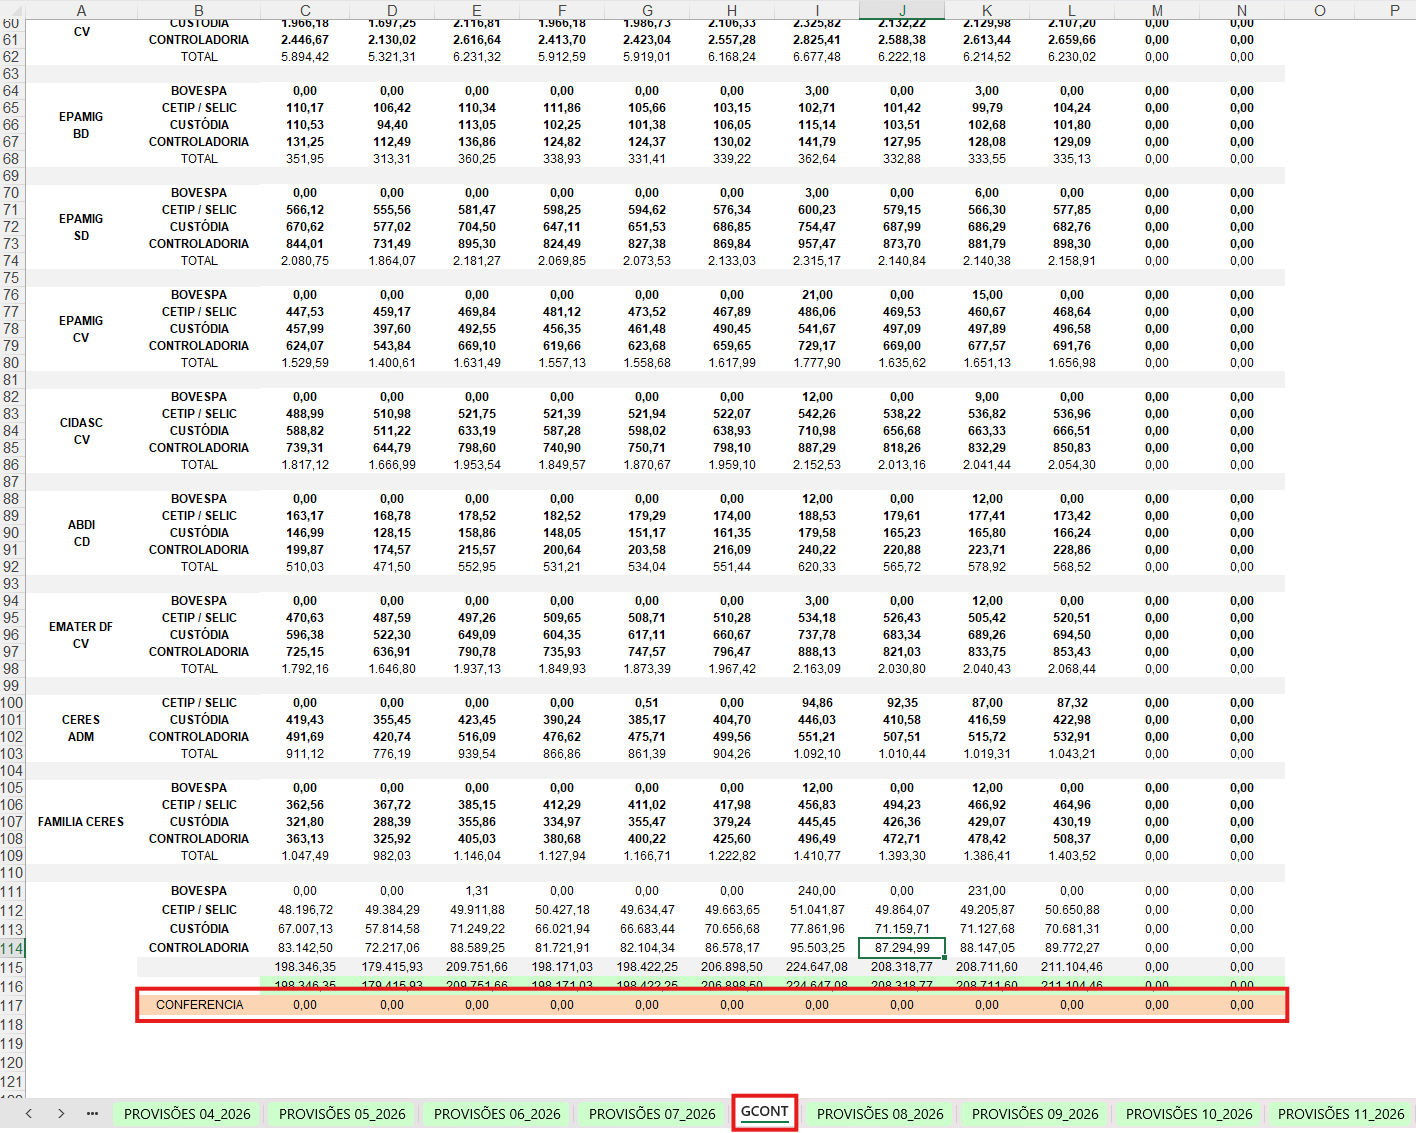 A B C D E F G H I J K L M N O P
60 CUSTÓDIA 1.966,18 1.697,25 2.116,81 1.966,18 1.986,73 2.106,33 2.325,82 2.132,22 2.129,98 2.107,20 0,00 0,00
CV
61 CONTROLADORIA 2.446,67 2.130,02 2.616,64 2.413,70 2.423,04 2.557,28 2.825,41 2.588,38 2.613,44 2.659,66 0,00 0,00
62 TOTAL 5.894,42 5.321,31 6.231,32 5.912,59 5.919,01 6.168,24 6.677,48 6.222,18 6.214,52 6.230,02 0,00 0,00
63
64 BOVESPA 0,00 0,00 0,00 0,00 0,00 0,00 3,00 0,00 3,00 0,00 0,00 0,00
65 CETIP / SELIC 110,17 106,42 110,34 111,86 105,66 103,15 102,71 101,42 99,79 104,24 0,00 0,00
EPAMIG
66 CUSTÓDIA 110,53 94,40 113,05 102,25 101,38 106,05 115,14 103,51 102,68 101,80 0,00 0,00
BD
67 CONTROLADORIA 131,25 112,49 136,86 124,82 124,37 130,02 141,79 127,95 128,08 129,09 0,00 0,00
68 TOTAL 351,95 313,31 360,25 338,93 331,41 339,22 362,64 332,88 333,55 335,13 0,00 0,00
69
70 BOVESPA 0,00 0,00 0,00 0,00 0,00 0,00 3,00 0,00 6,00 0,00 0,00 0,00
71 CETIP / SELIC 566,12 555,56 581,47 598,25 594,62 576,34 600,23 579,15 566,30 577,85 0,00 0,00
EPAMIG
72 CUSTÓDIA 670,62 577,02 704,50 647,11 651,53 686,85 754,47 687,99 686,29 682,76 0,00 0,00
SD
73 CONTROLADORIA 844,01 731,49 895,30 824,49 827,38 869,84 957,47 873,70 881,79 898,30 0,00 0,00
74 TOTAL 2.080,75 1.864,07 2.181,27 2.069,85 2.073,53 2.133,03 2.315,17 2.140,84 2.140,38 2.158,91 0,00 0,00
75
76 BOVESPA 0,00 0,00 0,00 0,00 0,00 0,00 21,00 0,00 15,00 0,00 0,00 0,00
77 CETIP / SELIC 447,53 459,17 469,84 481,12 473,52 467,89 486,06 469,53 460,67 468,64 0,00 0,00
EPAMIG
78 CUSTÓDIA 457,99 397,60 492,55 456,35 461,48 490,45 541,67 497,09 497,89 496,58 0,00 0,00
CV
79 CONTROLADORIA 624,07 543,84 669,10 619,66 623,68 659,65 729,17 669,00 677,57 691,76 0,00 0,00
80 TOTAL 1.529,59 1.400,61 1.631,49 1.557,13 1.558,68 1.617,99 1.777,90 1.635,62 1.651,13 1.656,98 0,00 0,00
81
82 BOVESPA 0,00 0,00 0,00 0,00 0,00 0,00 12,00 0,00 9,00 0,00 0,00 0,00
83 CETIP / SELIC 488,99 510,98 521,75 521,39 521,94 522,07 542,26 538,22 536,82 536,96 0,00 0,00
CIDASC
84 CUSTÓDIA 588,82 511,22 633,19 587,28 598,02 638,93 710,98 656,68 663,33 666,51 0,00 0,00
CV
85 CONTROLADORIA 739,31 644,79 798,60 740,90 750,71 798,10 887,29 818,26 832,29 850,83 0,00 0,00
86 TOTAL 1.817,12 1.666,99 1.953,54 1.849,57 1.870,67 1.959,10 2.152,53 2.013,16 2.041,44 2.054,30 0,00 0,00
87
88 BOVESPA 0,00 0,00 0,00 0,00 0,00 0,00 12,00 0,00 12,00 0,00 0,00 0,00
89 CETIP / SELIC 163,17 168,78 178,52 182,52 179,29 174,00 188,53 179,61 177,41 173,42 0,00 0,00
ABDI
90 CUSTÓDIA 146,99 128,15 158,86 148,05 151,17 161,35 179,58 165,23 165,80 166,24 0,00 0,00
CD
91 CONTROLADORIA 199,87 174,57 215,57 200,64 203,58 216,09 240,22 220,88 223,71 228,86 0,00 0,00
92 TOTAL 510,03 471,50 552,95 531,21 534,04 551,44 620,33 565,72 578,92 568,52 0,00 0,00
93
94 BOVESPA 0,00 0,00 0,00 0,00 0,00 0,00 3,00 0,00 12,00 0,00 0,00 0,00
95 CETIP / SELIC 470,63 487,59 497,26 509,65 508,71 510,28 534,18 526,43 505,42 520,51 0,00 0,00
EMATER DF
96 CUSTÓDIA 596,38 522,30 649,09 604,35 617,11 660,67 737,78 683,34 689,26 694,50 0,00 0,00
CV
97 CONTROLADORIA 725,15 636,91 790,78 735,93 747,57 796,47 888,13 821,03 833,75 853,43 0,00 0,00
98 TOTAL 1.792,16 1.646,80 1.937,13 1.849,93 1.873,39 1.967,42 2.163,09 2.030,80 2.040,43 2.068,44 0,00 0,00
99
100 CETIP / SELIC 0,00 0,00 0,00 0,00 0,51 0,00 94,86 92,35 87,00 87,32 0,00 0,00
101 CERES CUSTÓDIA 419,43 355,45 423,45 390,24 385,17 404,70 446,03 410,58 416,59 422,98 0,00 0,00
102 ADM CONTROLADORIA 491,69 420,74 516,09 476,62 475,71 499,56 551,21 507,51 515,72 532,91 0,00 0,00
103 TOTAL 911,12 776,19 939,54 866,86 861,39 904,26 1.092,10 1.010,44 1.019,31 1.043,21 0,00 0,00
104
105 BOVESPA 0,00 0,00 0,00 0,00 0,00 0,00 12,00 0,00 12,00 0,00 0,00 0,00
106 CETIP / SELIC 362,56 367,72 385,15 412,29 411,02 417,98 456,83 494,23 466,92 464,96 0,00 0,00
107 FAMILIA CERES CUSTÓDIA 321,80 288,39 355,86 334,97 355,47 379,24 445,45 426,36 429,07 430,19 0,00 0,00
108 CONTROLADORIA 363,13 325,92 405,03 380,68 400,22 425,60 496,49 472,71 478,42 508,37 0,00 0,00
109 TOTAL 1.047,49 982,03 1.146,04 1.127,94 1.166,71 1.222,82 1.410,77 1.393,30 1.386,41 1.403,52 0,00 0,00
110
111 BOVESPA 0,00 0,00 1,31 0,00 0,00 0,00 240,00 0,00 231,00 0,00 0,00 0,00
112 CETIP / SELIC 48.196,72 49.384,29 49.911,88 50.427,18 49.634,47 49.663,65 51.041,87 49.864,07 49.205,87 50.650,88 0,00 0,00
113 CUSTÓDIA 67.007,13 57.814,58 71.249,22 66.021,94 66.683,44 70.656,68 77.861,96 71.159,71 71.127,68 70.681,31 0,00 0,00
114 CONTROLADORIA 83.142,50 72.217,06 88.589,25 81.721,91 82.104,34 86.578,17 95.503,25 87.294,99 88.147,05 89.772,27 0,00 0,00
115 198.346,35 179.415,93 209.751,66 198.171,03 198.422,25 206.898,50 224.647,08 208.318,77 208.711,60 211.104,46 0,00 0,00
116 198.346,35 179.415,93 209.751,66 198.171,03 198.422,25 206.898,50 224.647,08 208.318,77 208.711,60 211.104,46 0,00 0,00
117 CONFERENCIA 0,00 0,00 0,00 0,00 0,00 0,00 0,00 0,00 0,00 0,00 0,00 0,00
118
119
120
121
PROVISÕES 04_2026 PROVISÕES 05_2026 PROVISÕES 06_2026 PROVISÕES 07_2026 GCONT PROVISÕES 08_2026 PROVISÕES 09_2026 PROVISÕES 10_2026 PROVISÕES 11_2026